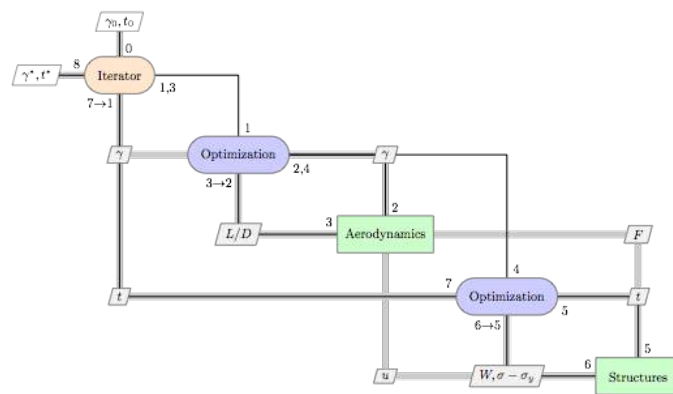 γ₀, t₀
0
8
γ*, t*
Iterator
7→1
1,3
1
γ
Optimization
γ
2,4
3→2
2
L/D
3
Aerodynamics
F
7
4
t
Optimization
t
5
6→5
5
6
u
W, σ − σᵧ
Structures